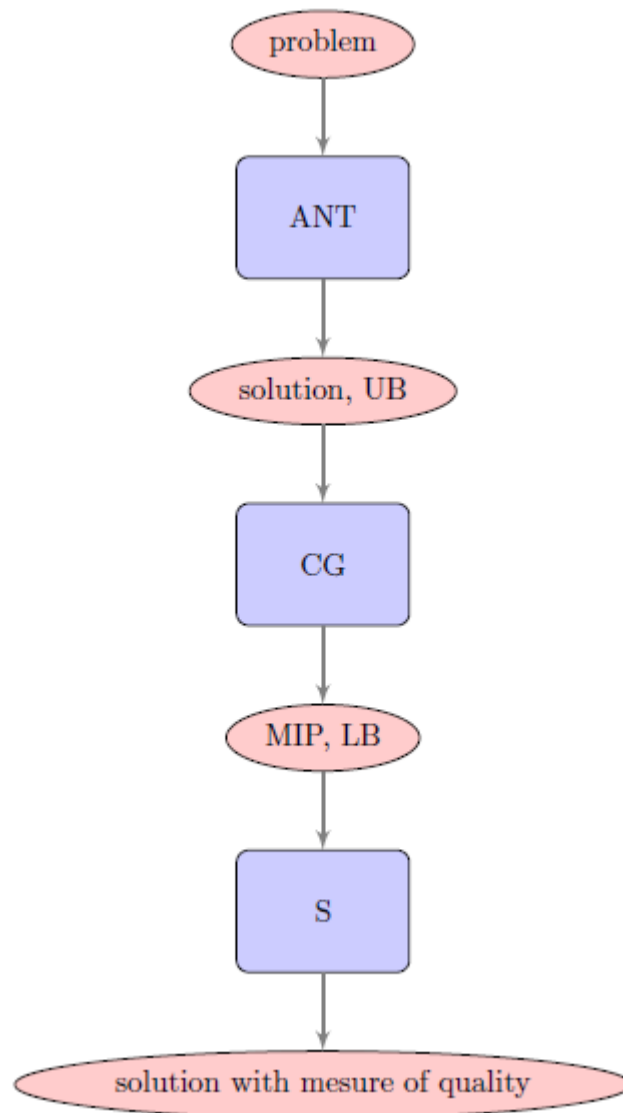 problem
ANT
solution, UB
CG
MIP, LB
S
solution with mesure of quality